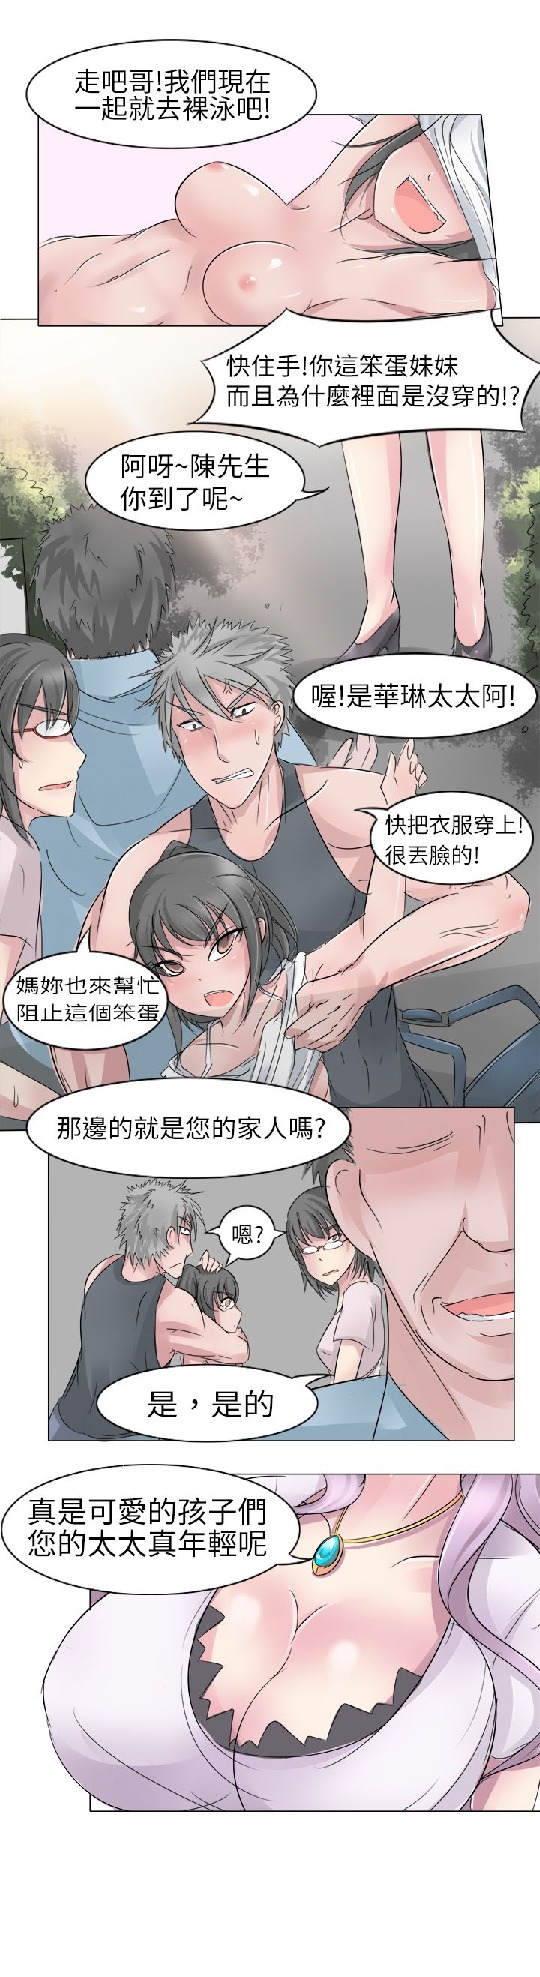 走吧哥!我們現在
一起就去裸泳吧!
快住手!你這笨蛋妹妹
而且為什麼裡面是沒穿的!?
阿呀~陳先生
你到了呢~
喔!是華琳太太阿!
快把衣服穿上!
很丟臉的!
媽妳也來幫忙
阻止這個笨蛋
那邊的就是您的家人嗎?
嗯?
是，是的
真是可愛的孩子們
您的太太真年輕呢